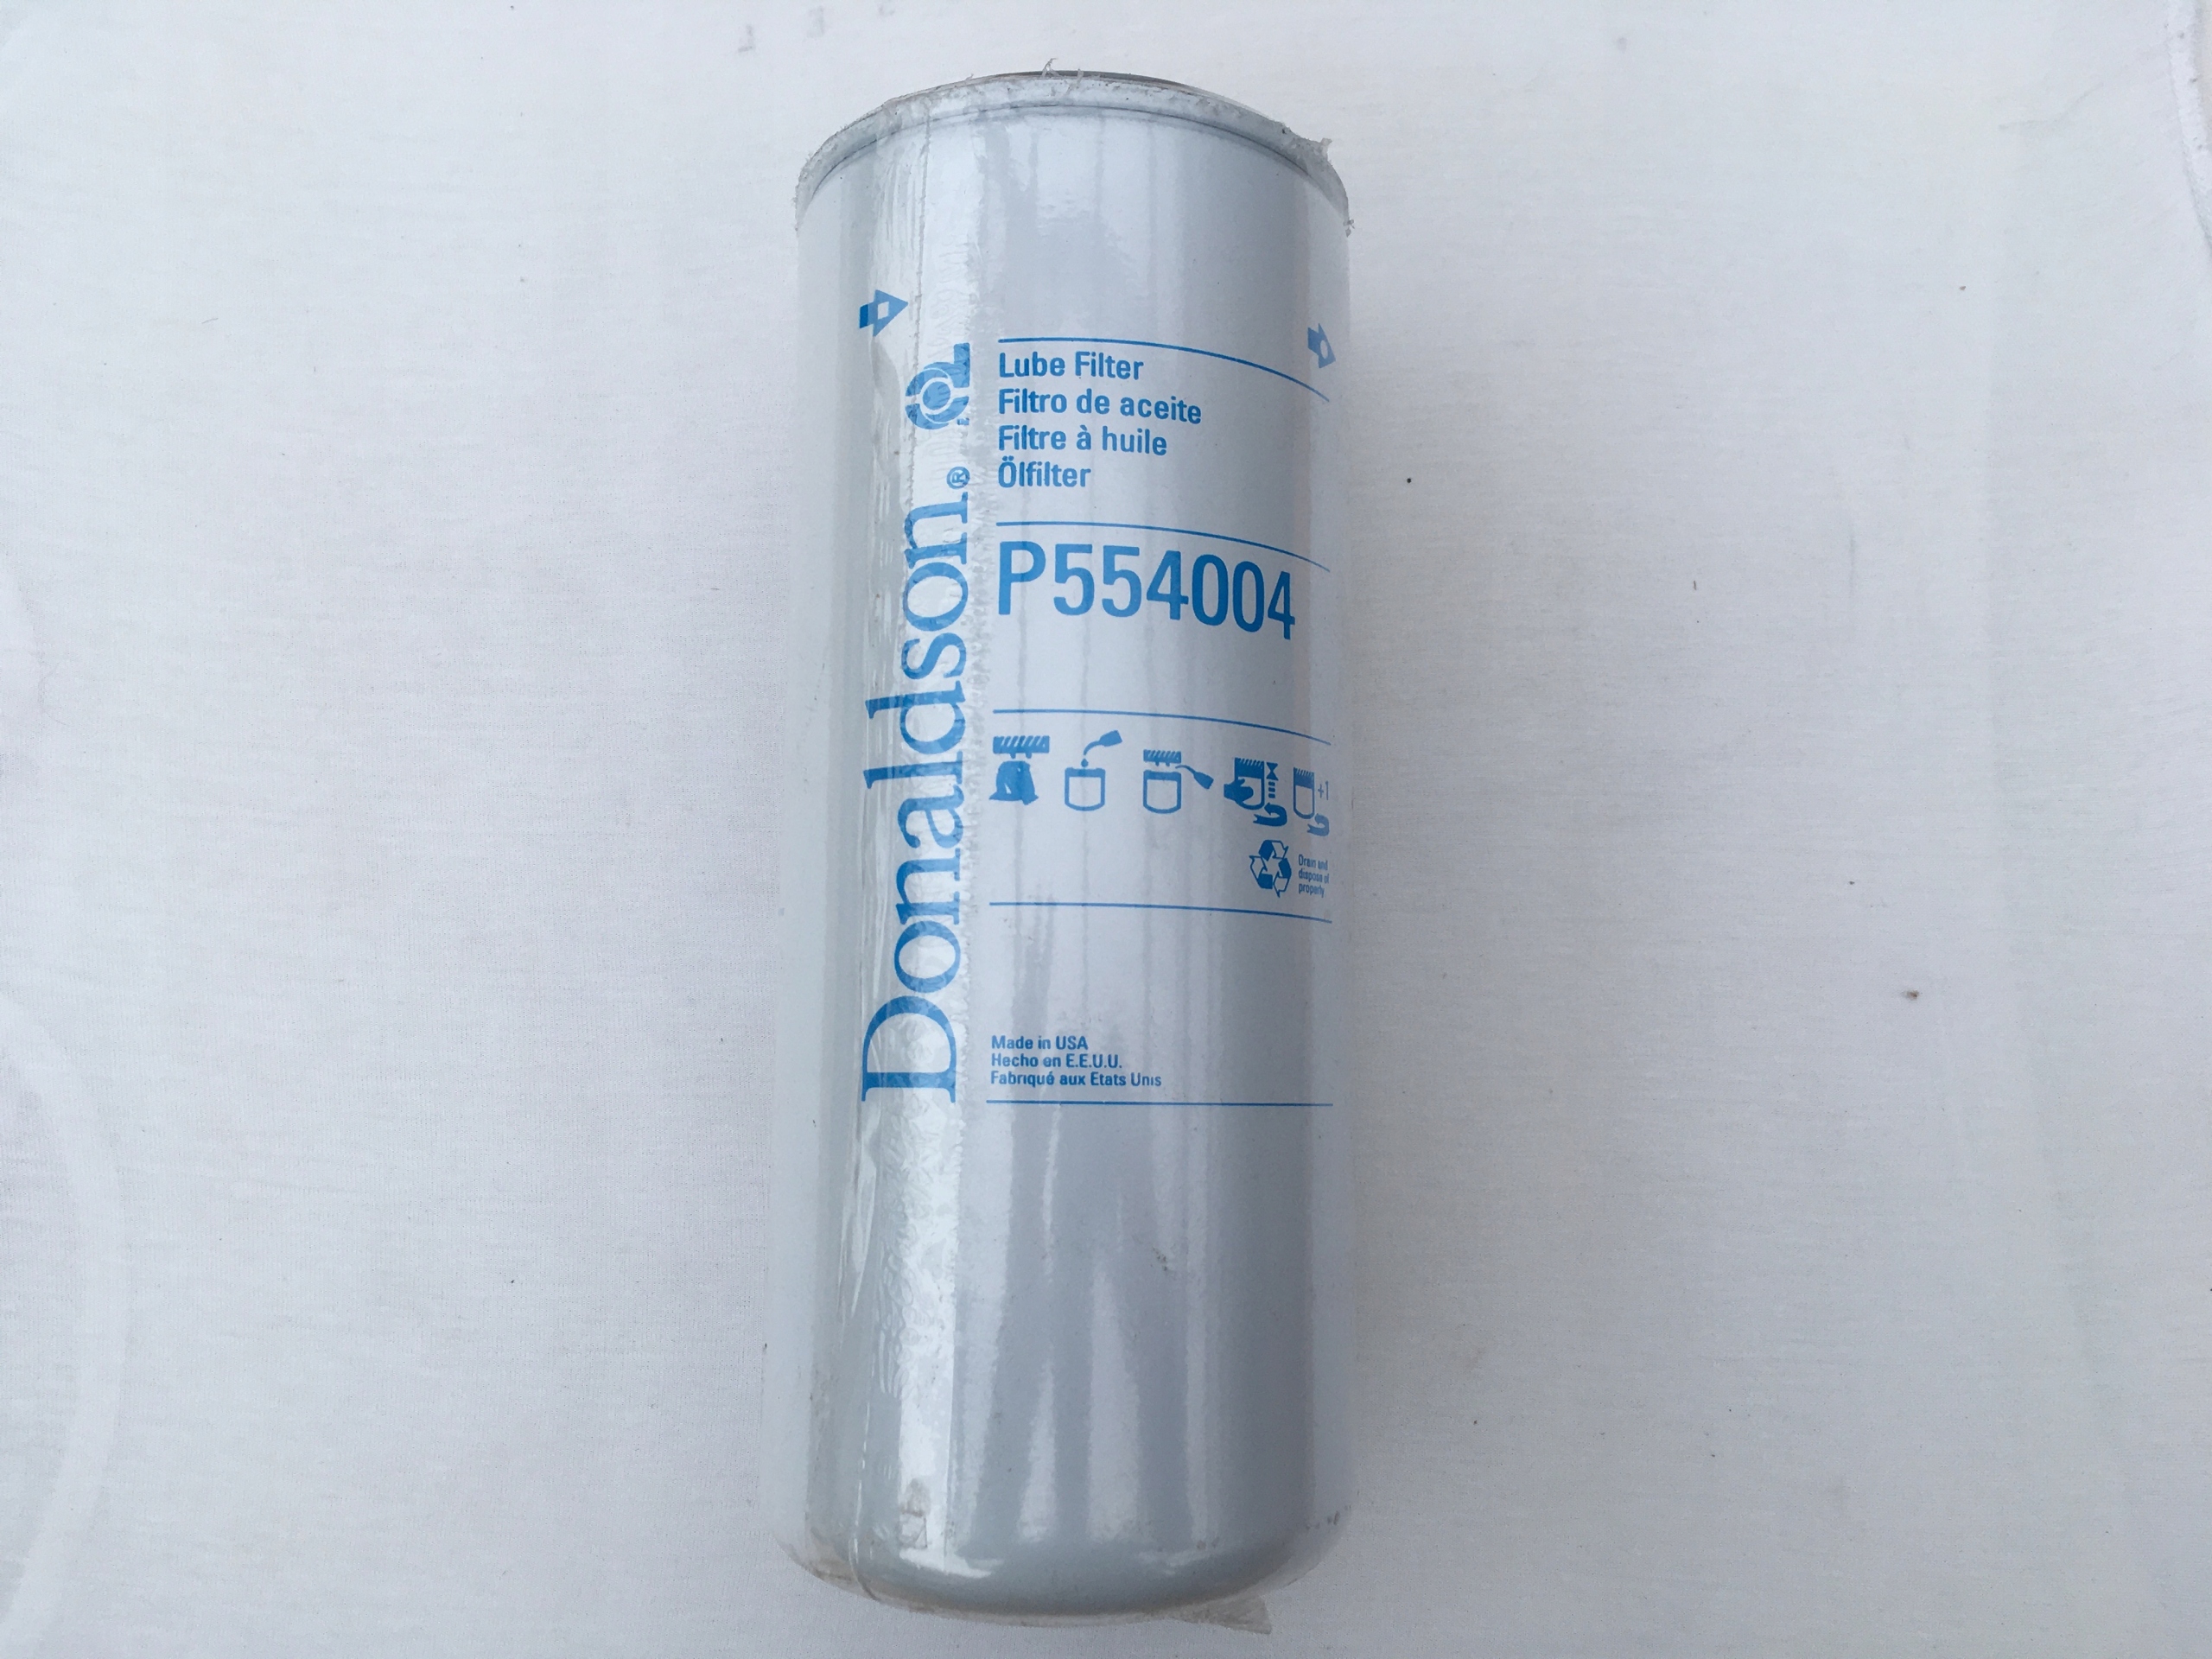 Donaldson®
Lube Filter
Filtro de aceite
Filtre à huile
Ölfilter
P554004
+1
Drain and
dispose of
properly
Made in USA
Hecho en E.E.U.U.
Fabriqué aux Etats Unis